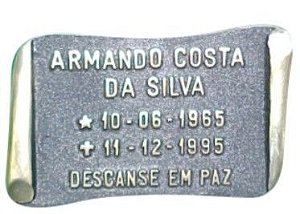 ARMANDO COSTA
DA SILVA
★ 10-06-1965
✝ 11-12-1995
DESCANSE EM PAZ